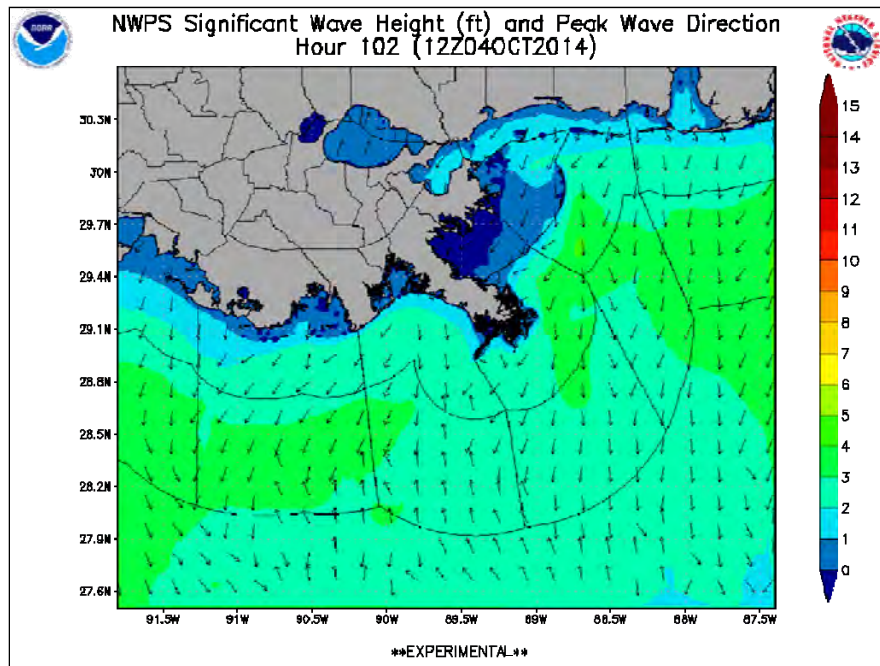 NWPS Significant Wave Height (ft) and Peak Wave Direction
Hour 102 (12Z04OCT2014)
NOAA
15
14
13
12
11
10
9
8
7
6
5
4
3
2
1
0
30.3N
30N
29.7N
29.4N
29.1N
28.8N
28.5N
28.2N
27.9N
27.6N
91.5W
91W
90.5W
90W
89.5W
89W
88.5W
88W
87.5W
**EXPERIMENTAL**